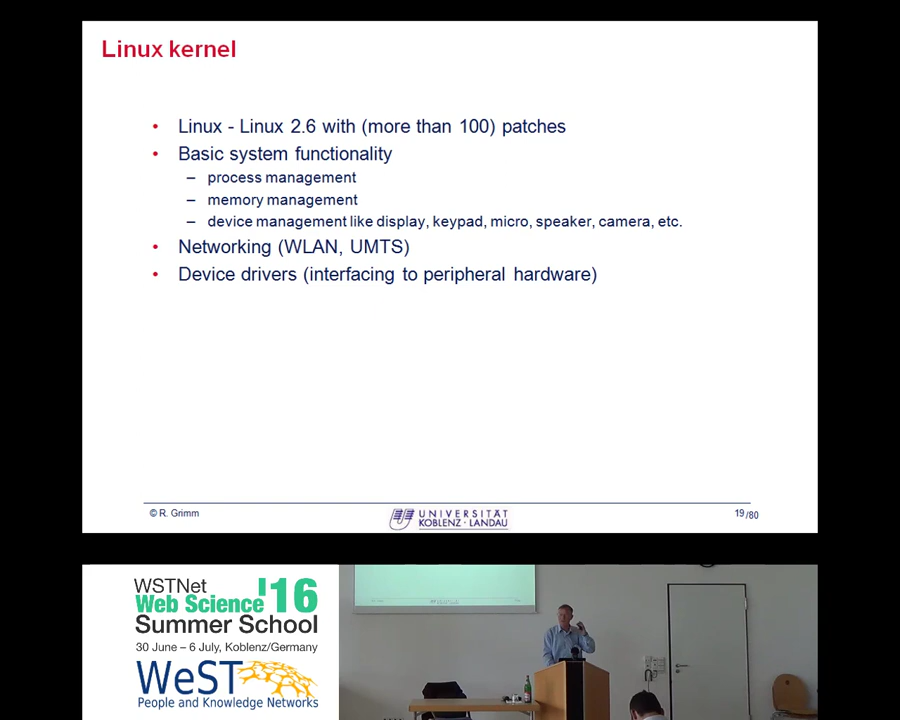 Linux kernel
• Linux - Linux 2.6 with (more than 100) patches
• Basic system functionality
– process management
– memory management
– device management like display, keypad, micro, speaker, camera, etc.
• Networking (WLAN, UMTS)
• Device drivers (interfacing to peripheral hardware)
© R. Grimm
UNIVERSITÄT
KOBLENZ · LANDAU
19/80
WSTNet
Web Science '16
Summer School
30 June – 6 July, Koblenz/Germany
WeST
People and Knowledge Networks